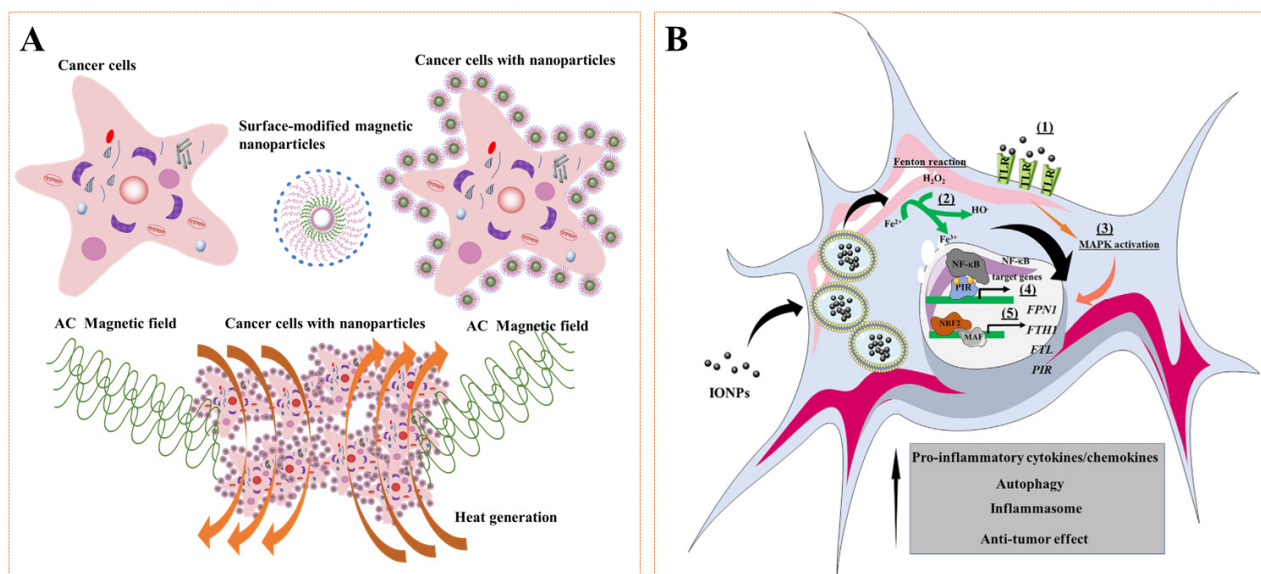 A
Cancer cells
Cancer cells with nanoparticles
Surface-modified magnetic
nanoparticles
AC Magnetic field
Cancer cells with nanoparticles
AC Magnetic field
Heat generation
B
(1)
TLR
TLR
TLR
Fenton reaction
H₂O₂
(2)
Fe²⁺
HO·
Fe³⁺
(3)
MAPK activation
NF-κB
NF-κB
target genes
PIR
(4)
FPN1
(5)
NRF2
MAF
FTH1
FTL
PIR
IONPs
Pro-inflammatory cytokines/chemokines
Autophagy
Inflammasome
Anti-tumor effect